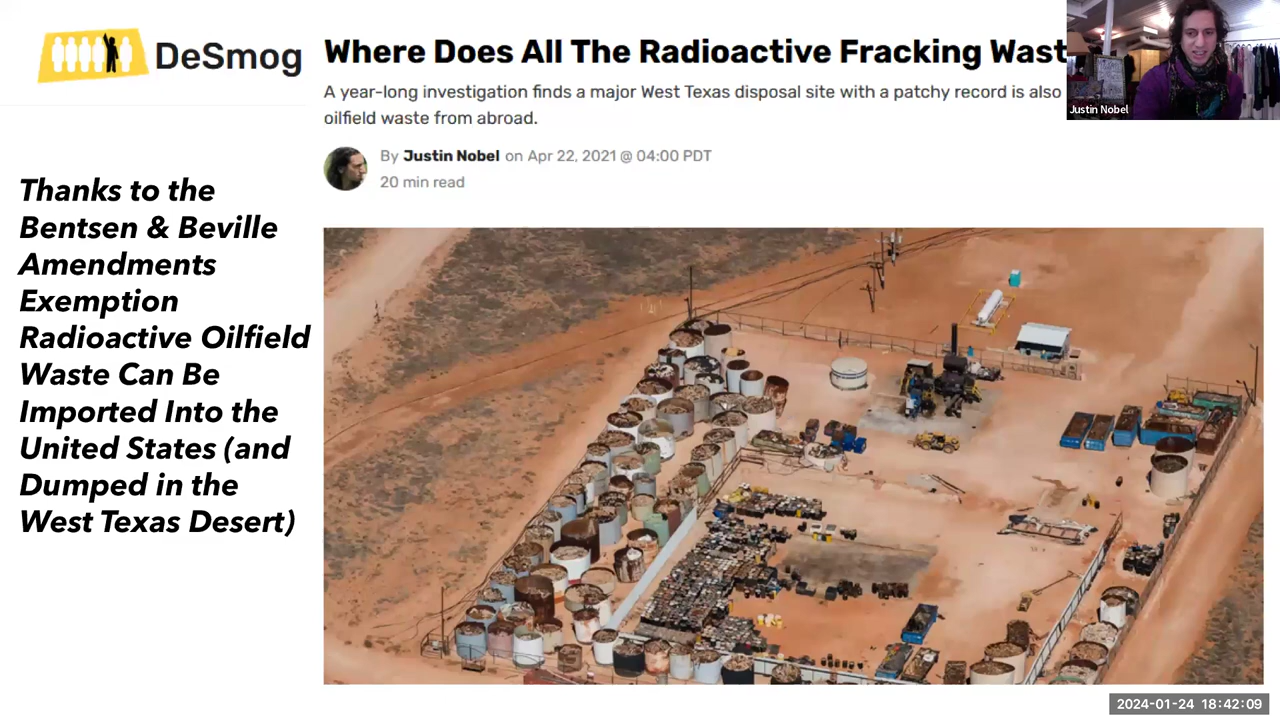 DeSmog
Where Does All The Radioactive Fracking Wast
A year-long investigation finds a major West Texas disposal site with a patchy record is also
oilfield waste from abroad.
By Justin Nobel on Apr 22, 2021 @ 04:00 PDT
20 min read
Justin Nobel
Thanks to the
Bentsen & Beville
Amendments
Exemption
Radioactive Oilfield
Waste Can Be
Imported Into the
United States (and
Dumped in the
West Texas Desert)
2024-01-24 18:42:09